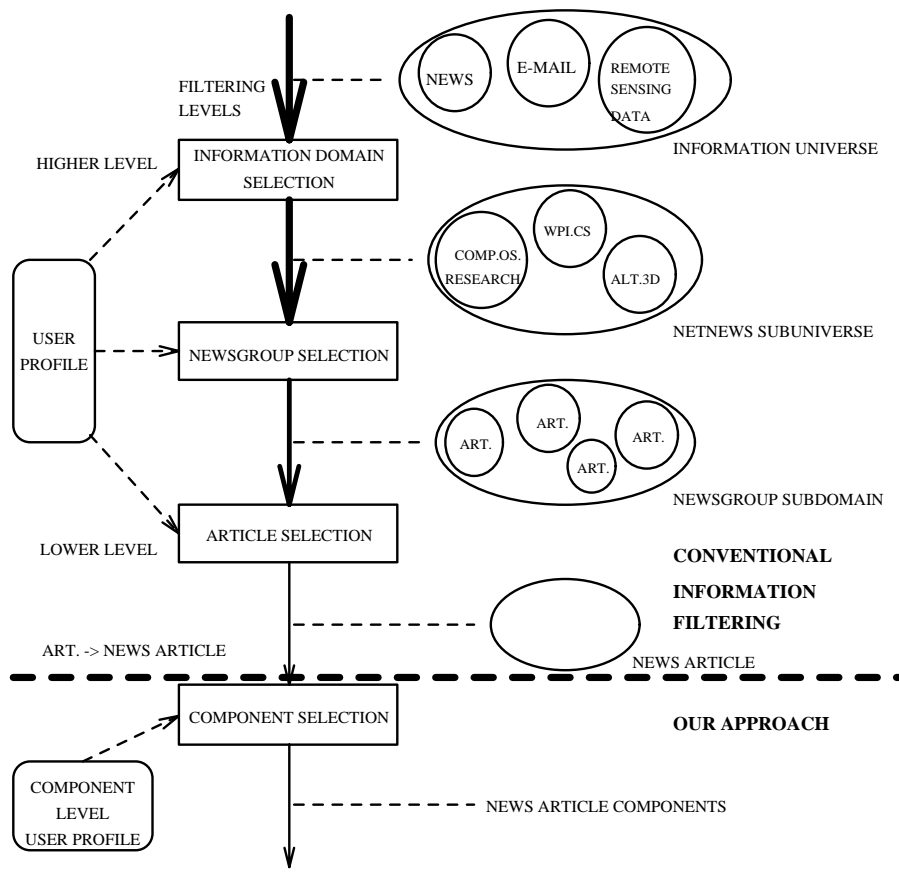 FILTERING
LEVELS
NEWS
E-MAIL
REMOTE
SENSING
DATA
INFORMATION UNIVERSE
HIGHER LEVEL
INFORMATION DOMAIN
SELECTION
COMP.OS.
RESEARCH
WPI.CS
ALT.3D
NETNEWS SUBUNIVERSE
USER
PROFILE
NEWSGROUP SELECTION
ART.
ART.
ART.
ART.
NEWSGROUP SUBDOMAIN
LOWER LEVEL
ARTICLE SELECTION
CONVENTIONAL
INFORMATION
FILTERING
ART. -> NEWS ARTICLE
NEWS ARTICLE
COMPONENT SELECTION
OUR APPROACH
COMPONENT
LEVEL
USER PROFILE
NEWS ARTICLE COMPONENTS